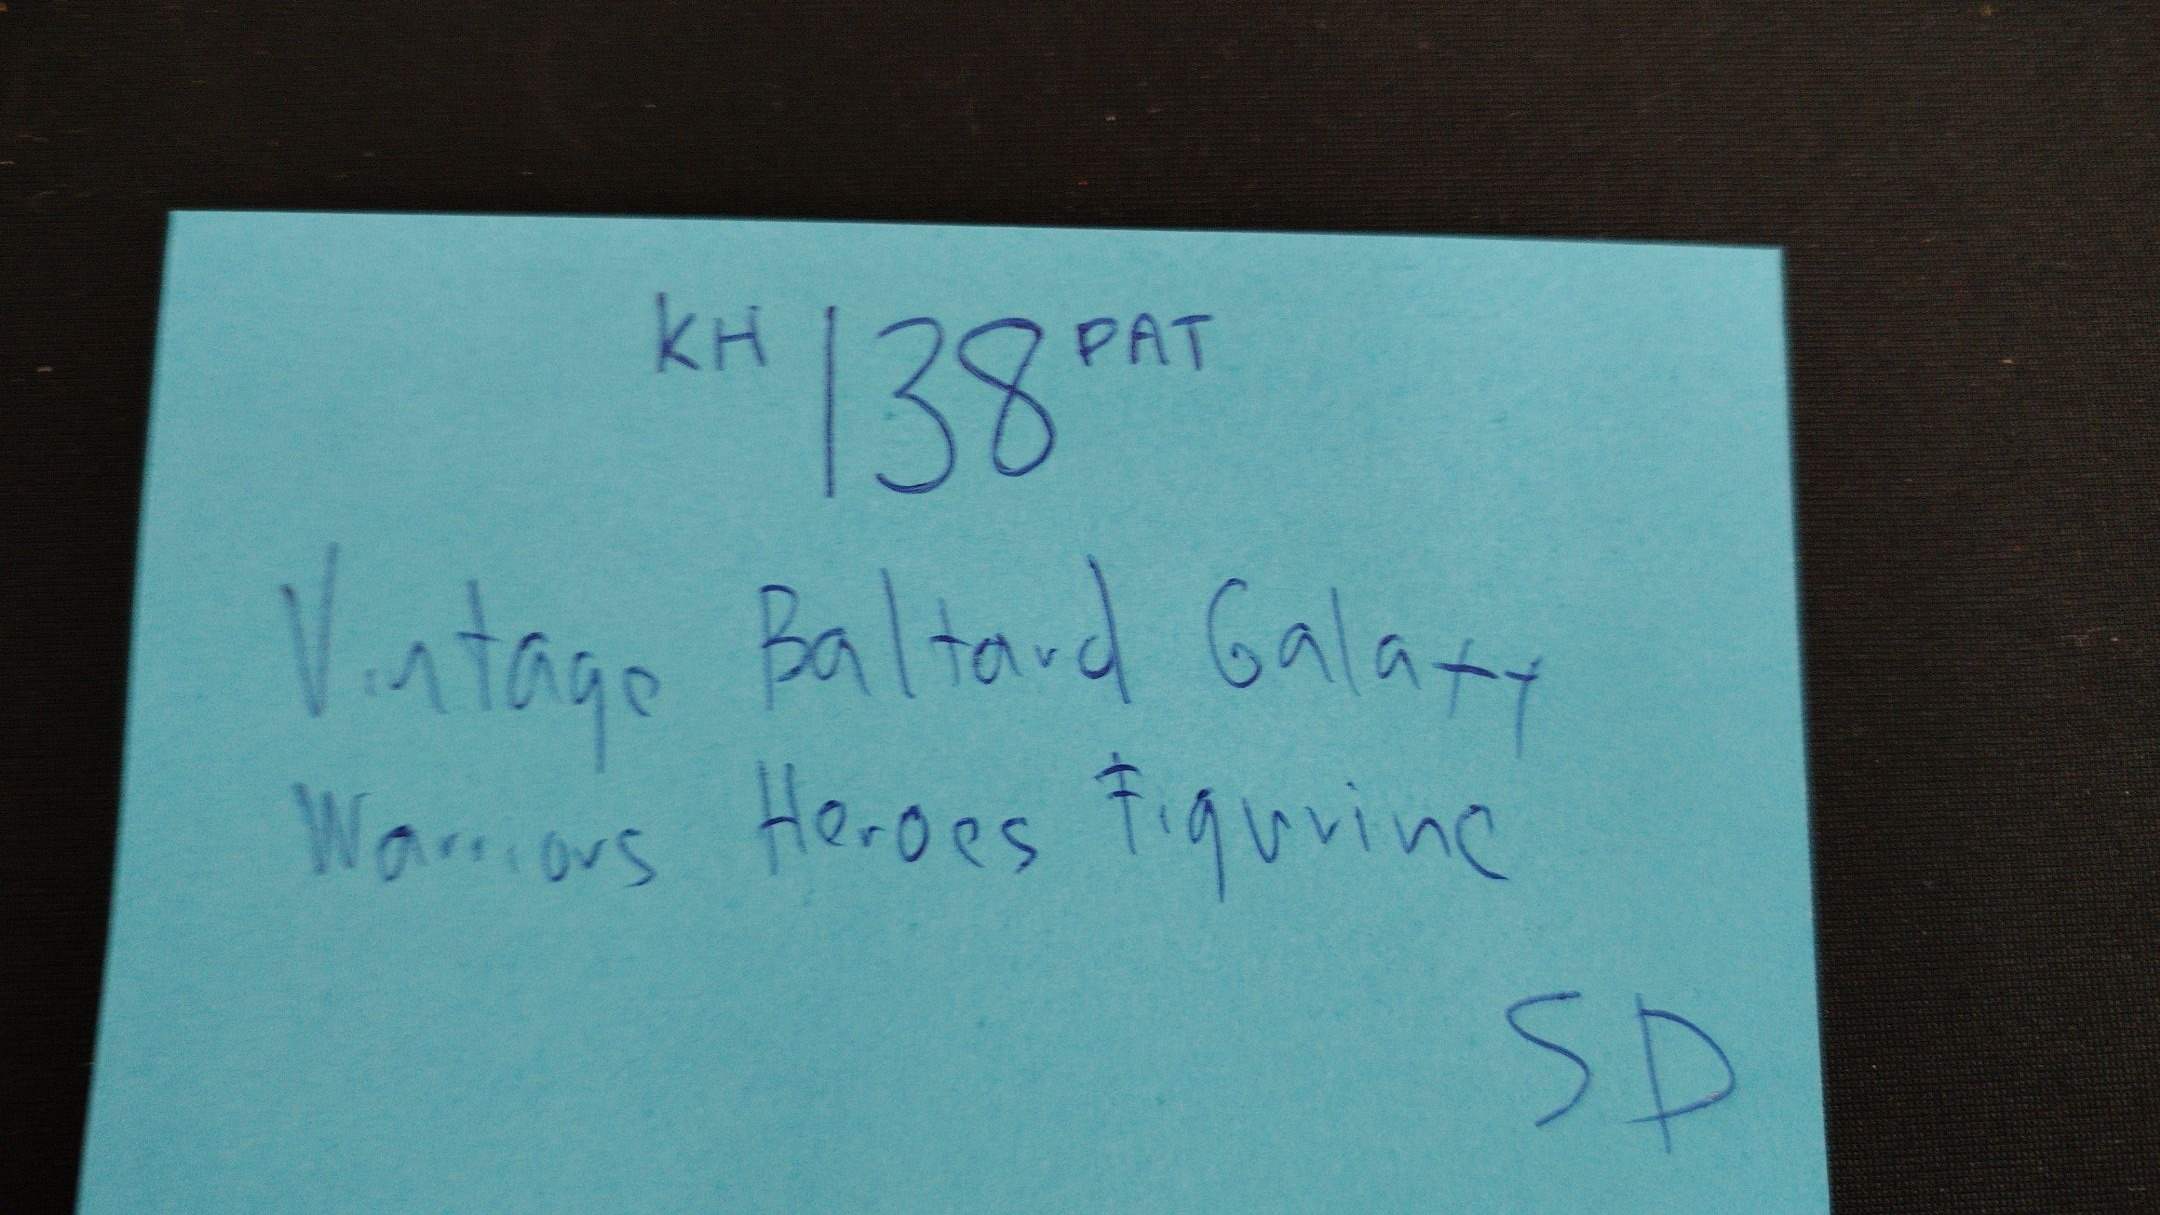 KH 138 PAT
Vintage Baltard Galaxy
Warriors Heroes Figurine
SD